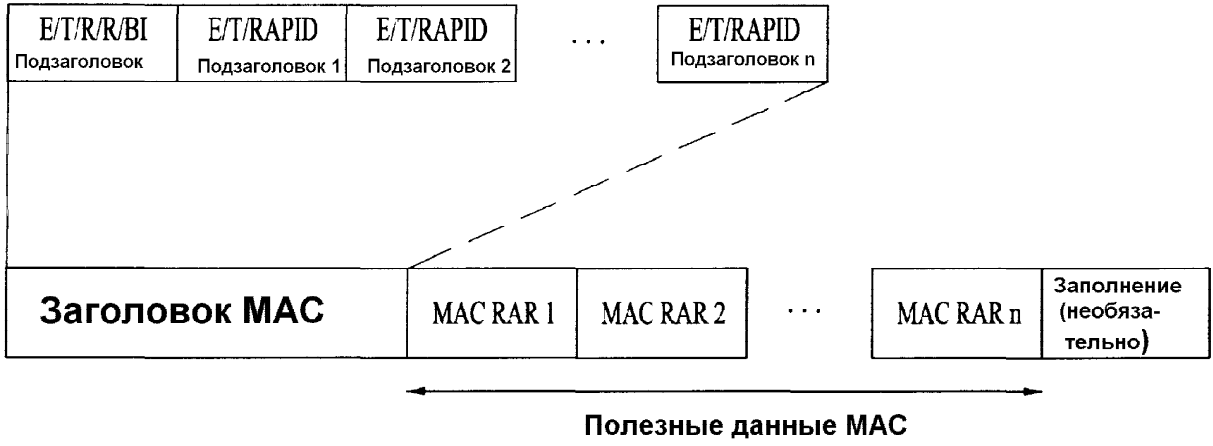 E/T/R/R/BI
Подзаголовок
E/T/RAPID
Подзаголовок 1
E/T/RAPID
Подзаголовок 2
...
E/T/RAPID
Подзаголовок n
Заголовок MAC
MAC RAR 1
MAC RAR 2
...
MAC RAR n
Заполнение
(необяза-
тельно)
Полезные данные MAC